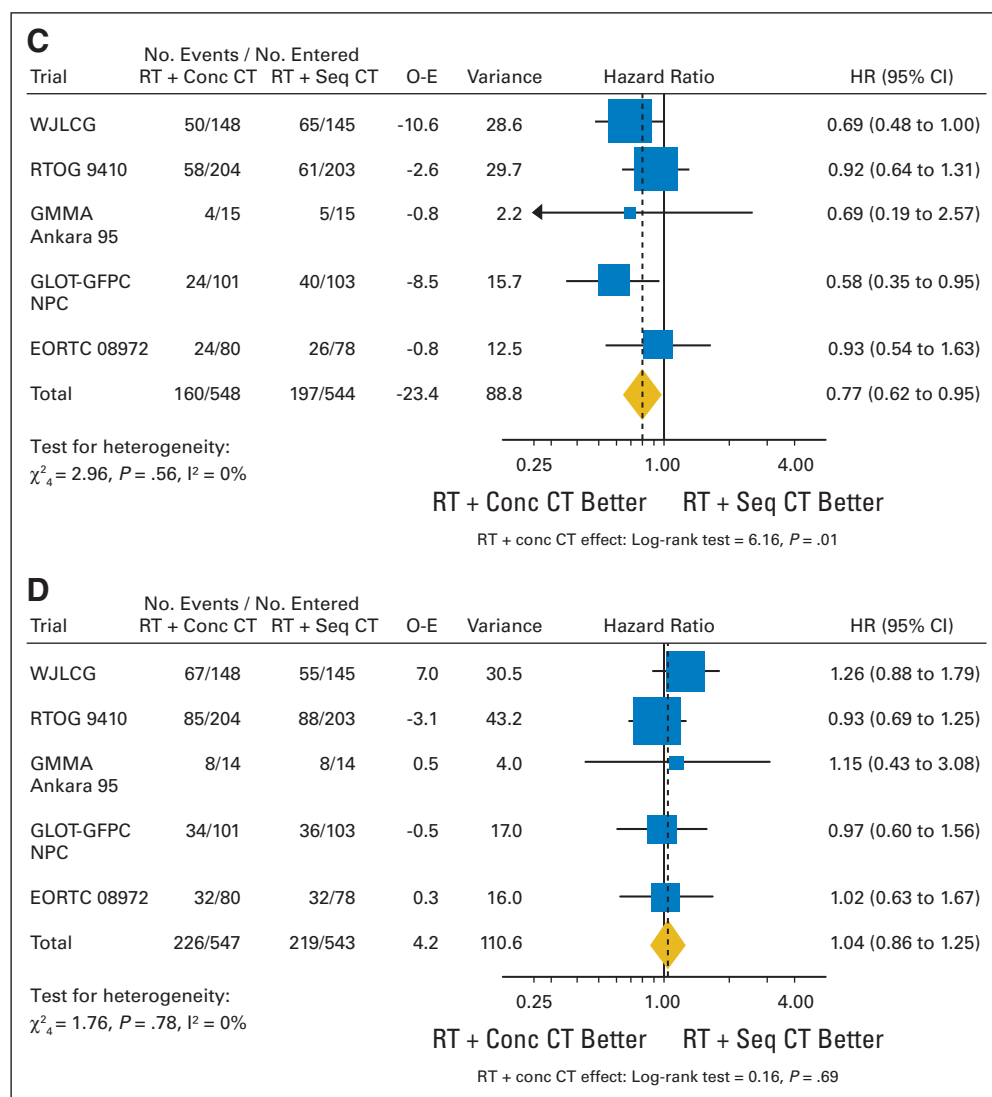 C
No. Events / No. Entered
Trial RT + Conc CT RT + Seq CT O-E Variance Hazard Ratio HR (95% CI)
WJLCG 50/148 65/145 -10.6 28.6 0.69 (0.48 to 1.00)
RTOG 9410 58/204 61/203 -2.6 29.7 0.92 (0.64 to 1.31)
GMMA 4/15 5/15 -0.8 2.2 0.69 (0.19 to 2.57)
Ankara 95
GLOT-GFPC 24/101 40/103 -8.5 15.7 0.58 (0.35 to 0.95)
NPC
EORTC 08972 24/80 26/78 -0.8 12.5 0.93 (0.54 to 1.63)
Total 160/548 197/544 -23.4 88.8 0.77 (0.62 to 0.95)
Test for heterogeneity:
χ²₄ = 2.96, P = .56, I² = 0%
0.25 1.00 4.00
RT + Conc CT Better RT + Seq CT Better
RT + conc CT effect: Log-rank test = 6.16, P = .01
D
No. Events / No. Entered
Trial RT + Conc CT RT + Seq CT O-E Variance Hazard Ratio HR (95% CI)
WJLCG 67/148 55/145 7.0 30.5 1.26 (0.88 to 1.79)
RTOG 9410 85/204 88/203 -3.1 43.2 0.93 (0.69 to 1.25)
GMMA 8/14 8/14 0.5 4.0 1.15 (0.43 to 3.08)
Ankara 95
GLOT-GFPC 34/101 36/103 -0.5 17.0 0.97 (0.60 to 1.56)
NPC
EORTC 08972 32/80 32/78 0.3 16.0 1.02 (0.63 to 1.67)
Total 226/547 219/543 4.2 110.6 1.04 (0.86 to 1.25)
Test for heterogeneity:
χ²₄ = 1.76, P = .78, I² = 0%
0.25 1.00 4.00
RT + Conc CT Better RT + Seq CT Better
RT + conc CT effect: Log-rank test = 0.16, P = .69